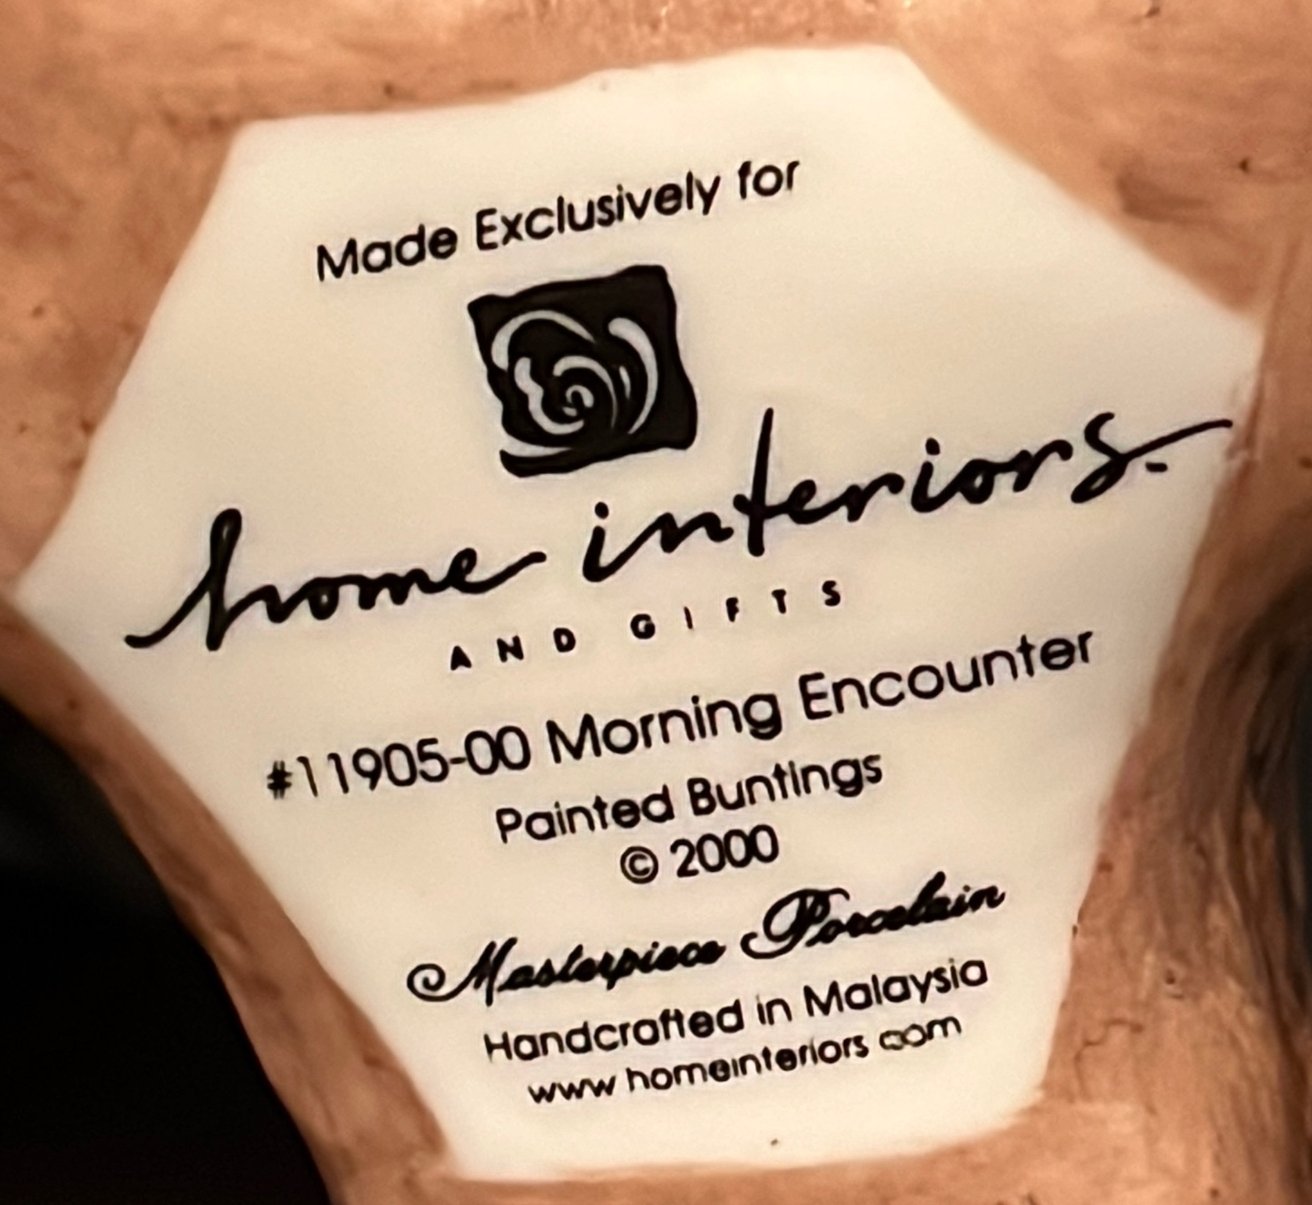 Made Exclusively for
home interiors.
AND GIFTS
#11905-00 Morning Encounter
Painted Buntings
© 2000
Masterpiece Porcelain
Handcrafted in Malaysia
www homeinteriors com